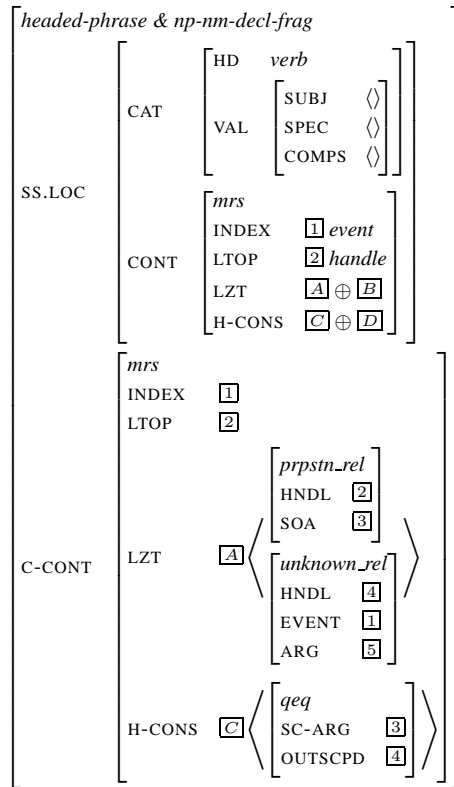 headed-phrase & np-nm-decl-frag
HD verb
SUBJ ⟨⟩
CAT
VAL SPEC ⟨⟩
COMPS ⟨⟩
SS.LOC
mrs
INDEX 1 event
CONT LTOP 2 handle
LZT A ⊕ B
H-CONS C ⊕ D
mrs
INDEX 1
LTOP 2
prpstn_rel
HNDL 2
SOA 3
LZT A
C-CONT
unknown_rel
HNDL 4
EVENT 1
ARG 5
qeq
H-CONS C SC-ARG 3
OUTSCPD 4